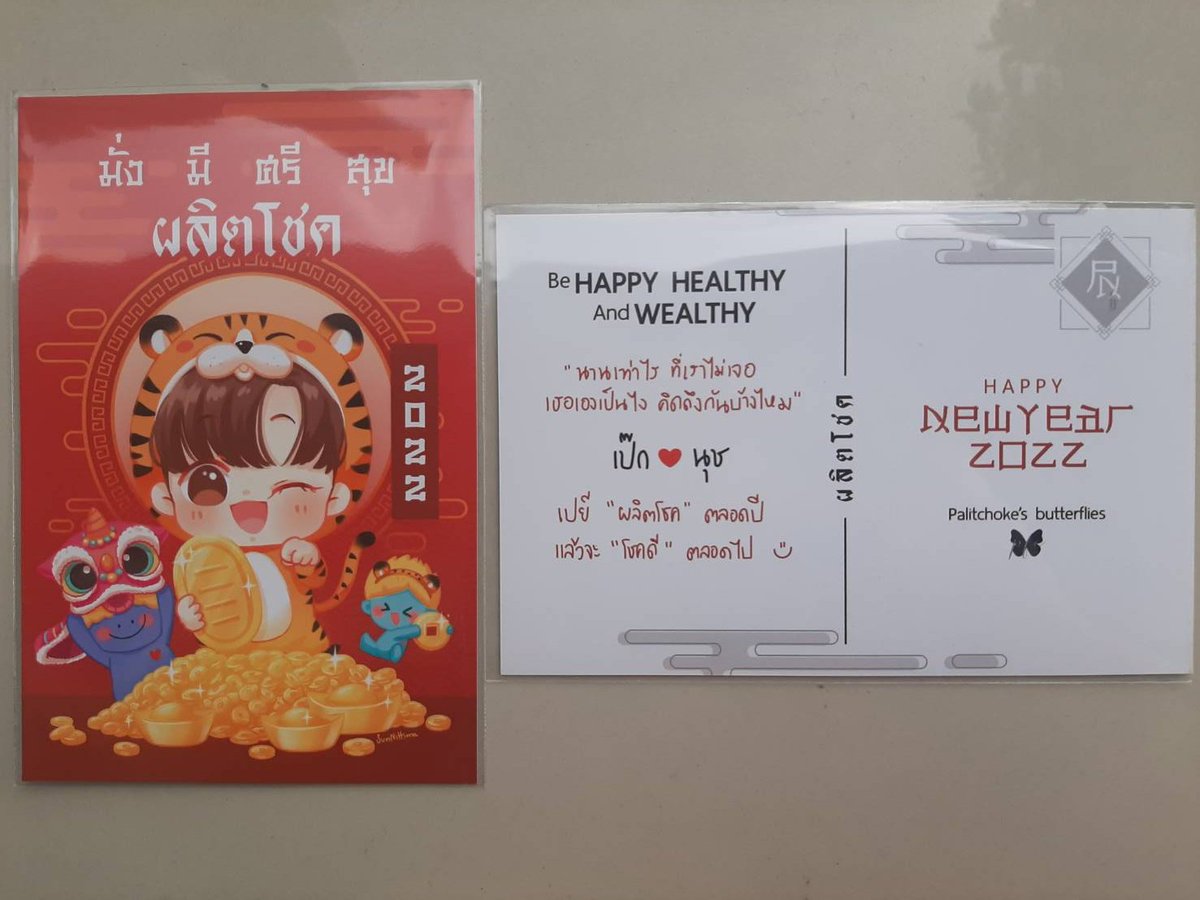 มั่ง มี ศรี สุข
ผลิตโชค
2022
JunNitthima
Be HAPPY HEALTHY
And WEALTHY
"นานเท่าไร ที่เราไม่เจอ
เธอเองเป็นไง คิดถึงกันบ้างไหม"
เป๊ก ❤ นุช
เปย์ "ผลิตโชค" ตลอดปี
แล้วจะ "โชคดี" ตลอดไป
ผลิตโชค
HAPPY
NEWYEAR
2022
Palitchoke's butterflies